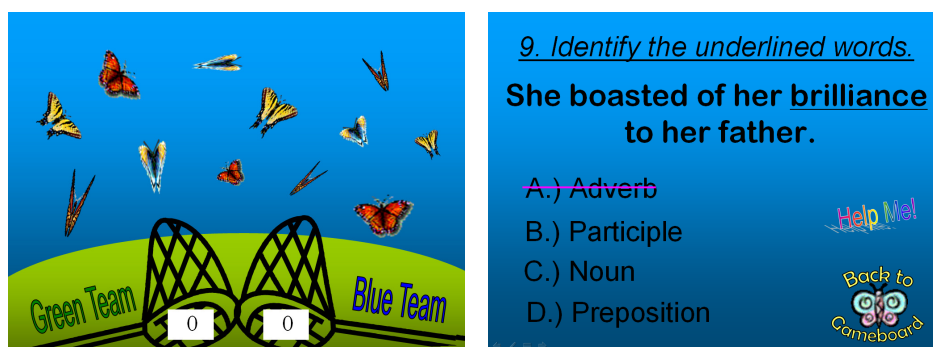 Green Team
0
0
Blue Team
9. Identify the underlined words.
She boasted of her brilliance
to her father.
A.) Adverb
B.) Participle
C.) Noun
D.) Preposition
Help Me!
Back to
Gameboard